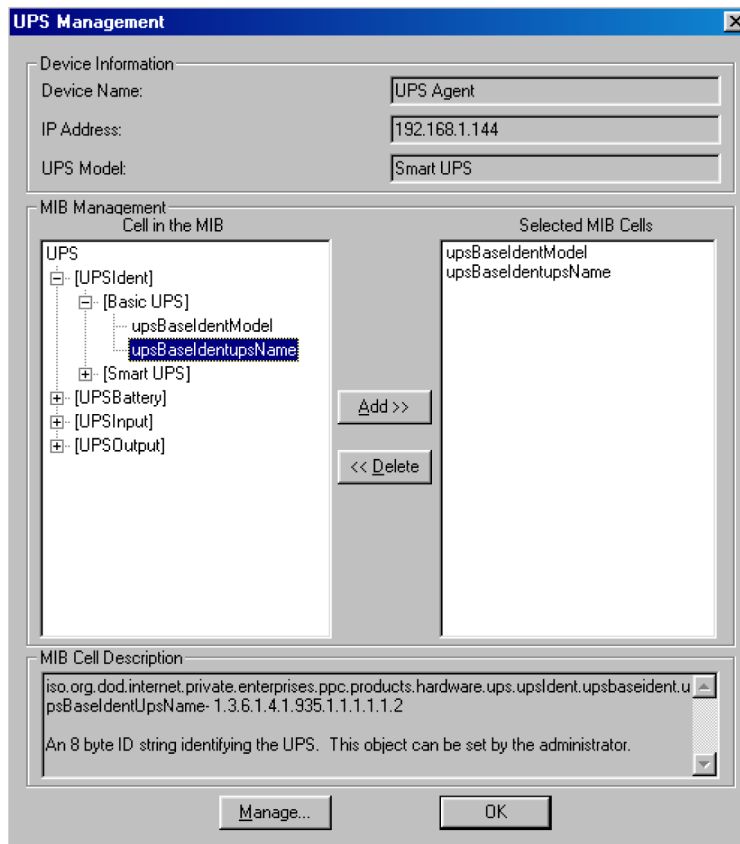 UPS Management
Device Information
Device Name:
UPS Agent
IP Address:
192.168.1.144
UPS Model:
Smart UPS
MIB Management
Cell in the MIB
Selected MIB Cells
UPS
[UPSIdent]
[Basic UPS]
upsBaseIdentModel
upsBaseIdentupsName
[Smart UPS]
[UPSBattery]
[UPSInput]
[UPSOutput]
Add >>
<< Delete
upsBaseIdentModel
upsBaseIdentupsName
MIB Cell Description
iso.org.dod.internet.private.enterprises.ppc.products.hardware.ups.upsIdent.upsbaseident.u
psBaseIdentUpsName- 1.3.6.1.4.1.935.1.1.1.1.1.2
An 8 byte ID string identifying the UPS. This object can be set by the administrator.
Manage...
OK